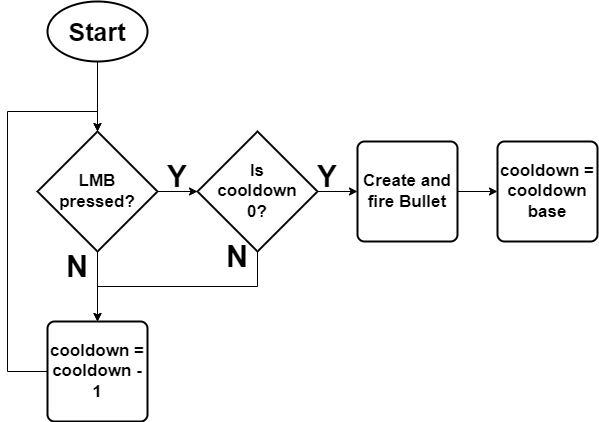 Start
LMB
pressed?
Y
Is
cooldown
0?
Y
Create and
fire Bullet
cooldown =
cooldown
base
N
N
cooldown =
cooldown -
1